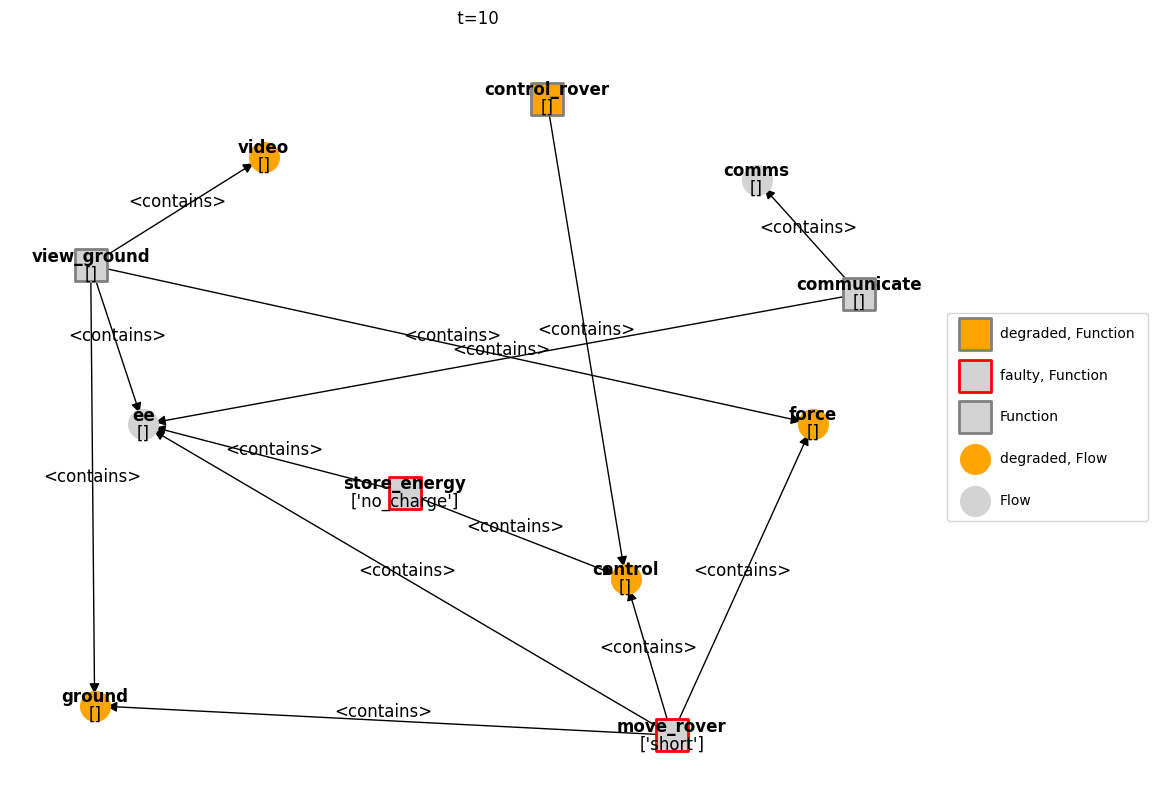 t=10
control_rover
[]
video
[]
comms
[]
<contains>
<contains>
view_ground
[]
communicate
[]
<contains>
<contains>
<contains>
<contains>
degraded, Function
faulty, Function
Function
degraded, Flow
Flow
ee
[]
force
[]
<contains>
<contains>
store_energy
['no_charge']
<contains>
<contains>
<contains>
control
[]
<contains>
ground
[]
<contains>
move_rover
['short']